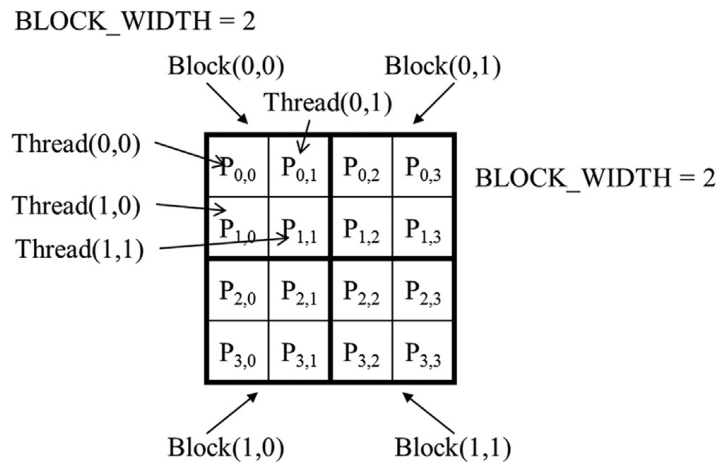 BLOCK_WIDTH = 2
Block(0,0)
Block(0,1)
Thread(0,1)
Thread(0,0)
P0,0 P0,1 P0,2 P0,3
BLOCK_WIDTH = 2
Thread(1,0)
P1,0 P1,1 P1,2 P1,3
Thread(1,1)
P2,0 P2,1 P2,2 P2,3
P3,0 P3,1 P3,2 P3,3
Block(1,0)
Block(1,1)